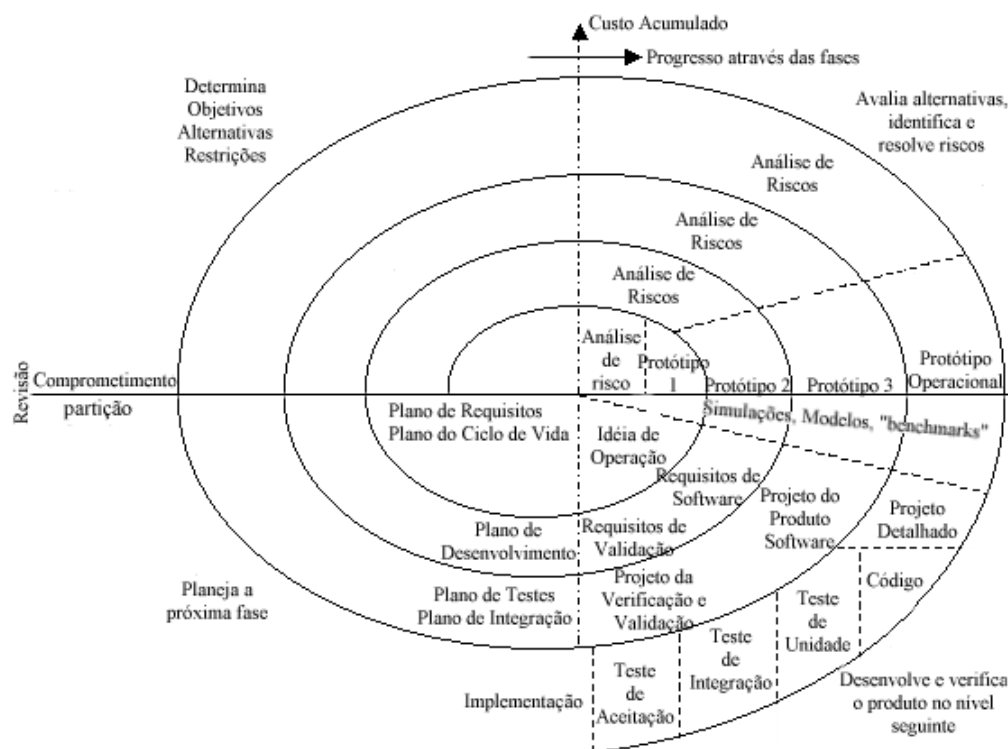 Custo Acumulado
Progresso através das fases
Determina
Objetivos
Alternativas
Restrições
Avalia alternativas,
identifica e
resolve riscos
Análise de
Riscos
Análise de
Riscos
Análise de
Riscos
Análise
de
risco
Protótipo
1
Protótipo 2
Protótipo 3
Protótipo
Operacional
Revisão
Comprometimento
partição
Simulações, Modelos, "benchmarks"
Plano de Requisitos
Plano do Ciclo de Vida
Idéia de
Operação
Requisitos de
Software
Projeto do
Produto
Software
Projeto
Detalhado
Plano de
Desenvolvimento
Requisitos de
Validação
Planeja a
próxima fase
Plano de Testes
Plano de Integração
Projeto da
Verificação e
Validação
Código
Teste
de
Unidade
Teste
de
Integração
Teste
de
Aceitação
Implementação
Desenvolve e verifica
o produto no nível
seguinte